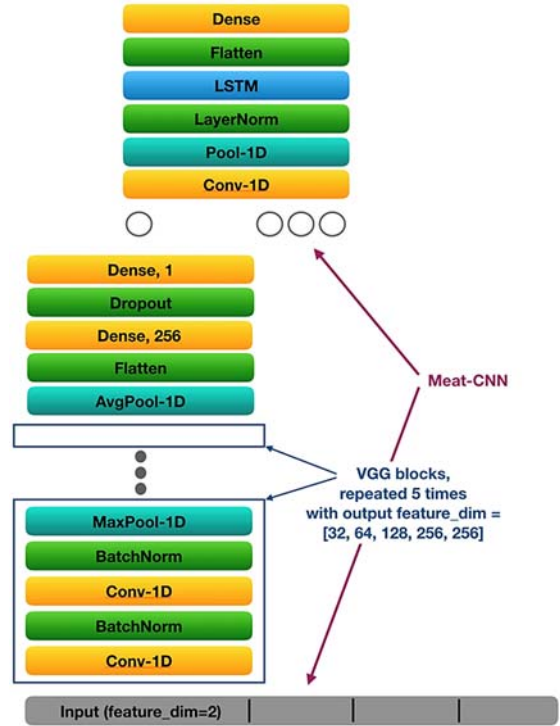 Dense
Flatten
LSTM
LayerNorm
Pool-1D
Conv-1D
Dense, 1
Dropout
Dense, 256
Flatten
AvgPool-1D
Meat-CNN
VGG blocks,
repeated 5 times
with output feature_dim =
[32, 64, 128, 256, 256]
MaxPool-1D
BatchNorm
Conv-1D
BatchNorm
Conv-1D
Input (feature_dim=2)